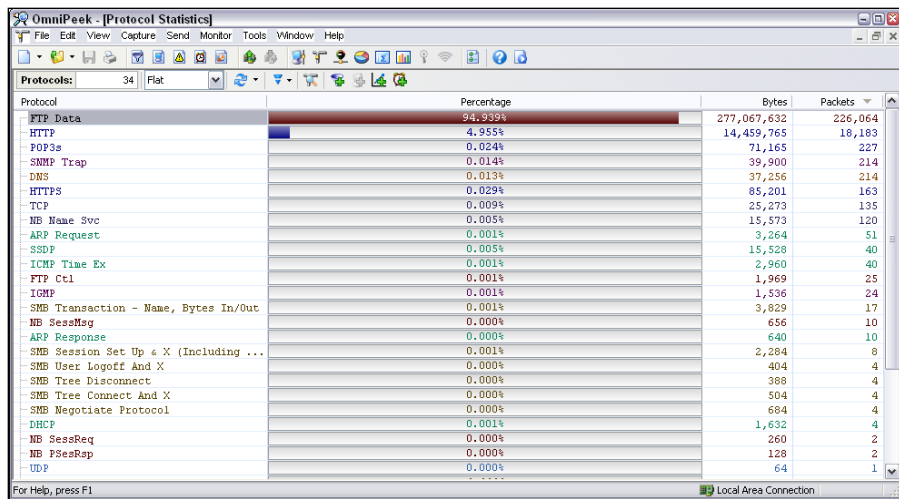 OmniPeek - [Protocol Statistics]
File Edit View Capture Send Monitor Tools Window Help
Protocols: 34 Flat
Protocol Percentage Bytes Packets
FTP Data 94.939% 277,067,632 226,064
HTTP 4.955% 14,459,765 18,183
POP3s 0.024% 71,165 227
SNMP Trap 0.014% 39,900 214
DNS 0.013% 37,256 214
HTTPS 0.029% 85,201 163
TCP 0.009% 25,273 135
NB Name Svc 0.005% 15,573 120
ARP Request 0.001% 3,264 51
SSDP 0.005% 15,528 40
ICMP Time Ex 0.001% 2,960 40
FTP Ctl 0.001% 1,969 25
IGMP 0.001% 1,536 24
SMB Transaction - Name, Bytes In/Out 0.001% 3,829 17
NB SessMsg 0.000% 656 10
ARP Response 0.000% 640 10
SMB Session Set Up & X (Including ... 0.001% 2,284 8
SMB User Logoff And X 0.000% 404 4
SMB Tree Disconnect 0.000% 388 4
SMB Tree Connect And X 0.000% 504 4
SMB Negotiate Protocol 0.000% 684 4
DHCP 0.001% 1,632 4
NB SessReq 0.000% 260 2
NB PSesRsp 0.000% 128 2
UDP 0.000% 64 1
For Help, press F1 Local Area Connection